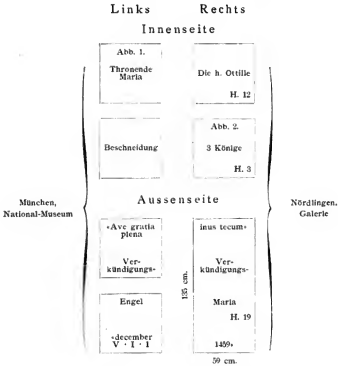 Links Rechts
Innenseite
Abb. 1.
Thronende
Maria
Die h. Ottilie
H. 12
Beschneidung
Abb. 2.
3 Könige
H. 3
München,
National-Museum
Nördlingen.
Galerie
Aussenseite
«Ave gratia
plena
Ver-
kündigungs-
Engel
«december
V · I · I
inus tecum»
Ver-
kündigungs-
Maria
H. 19
1459»
135 cm.
59 cm.